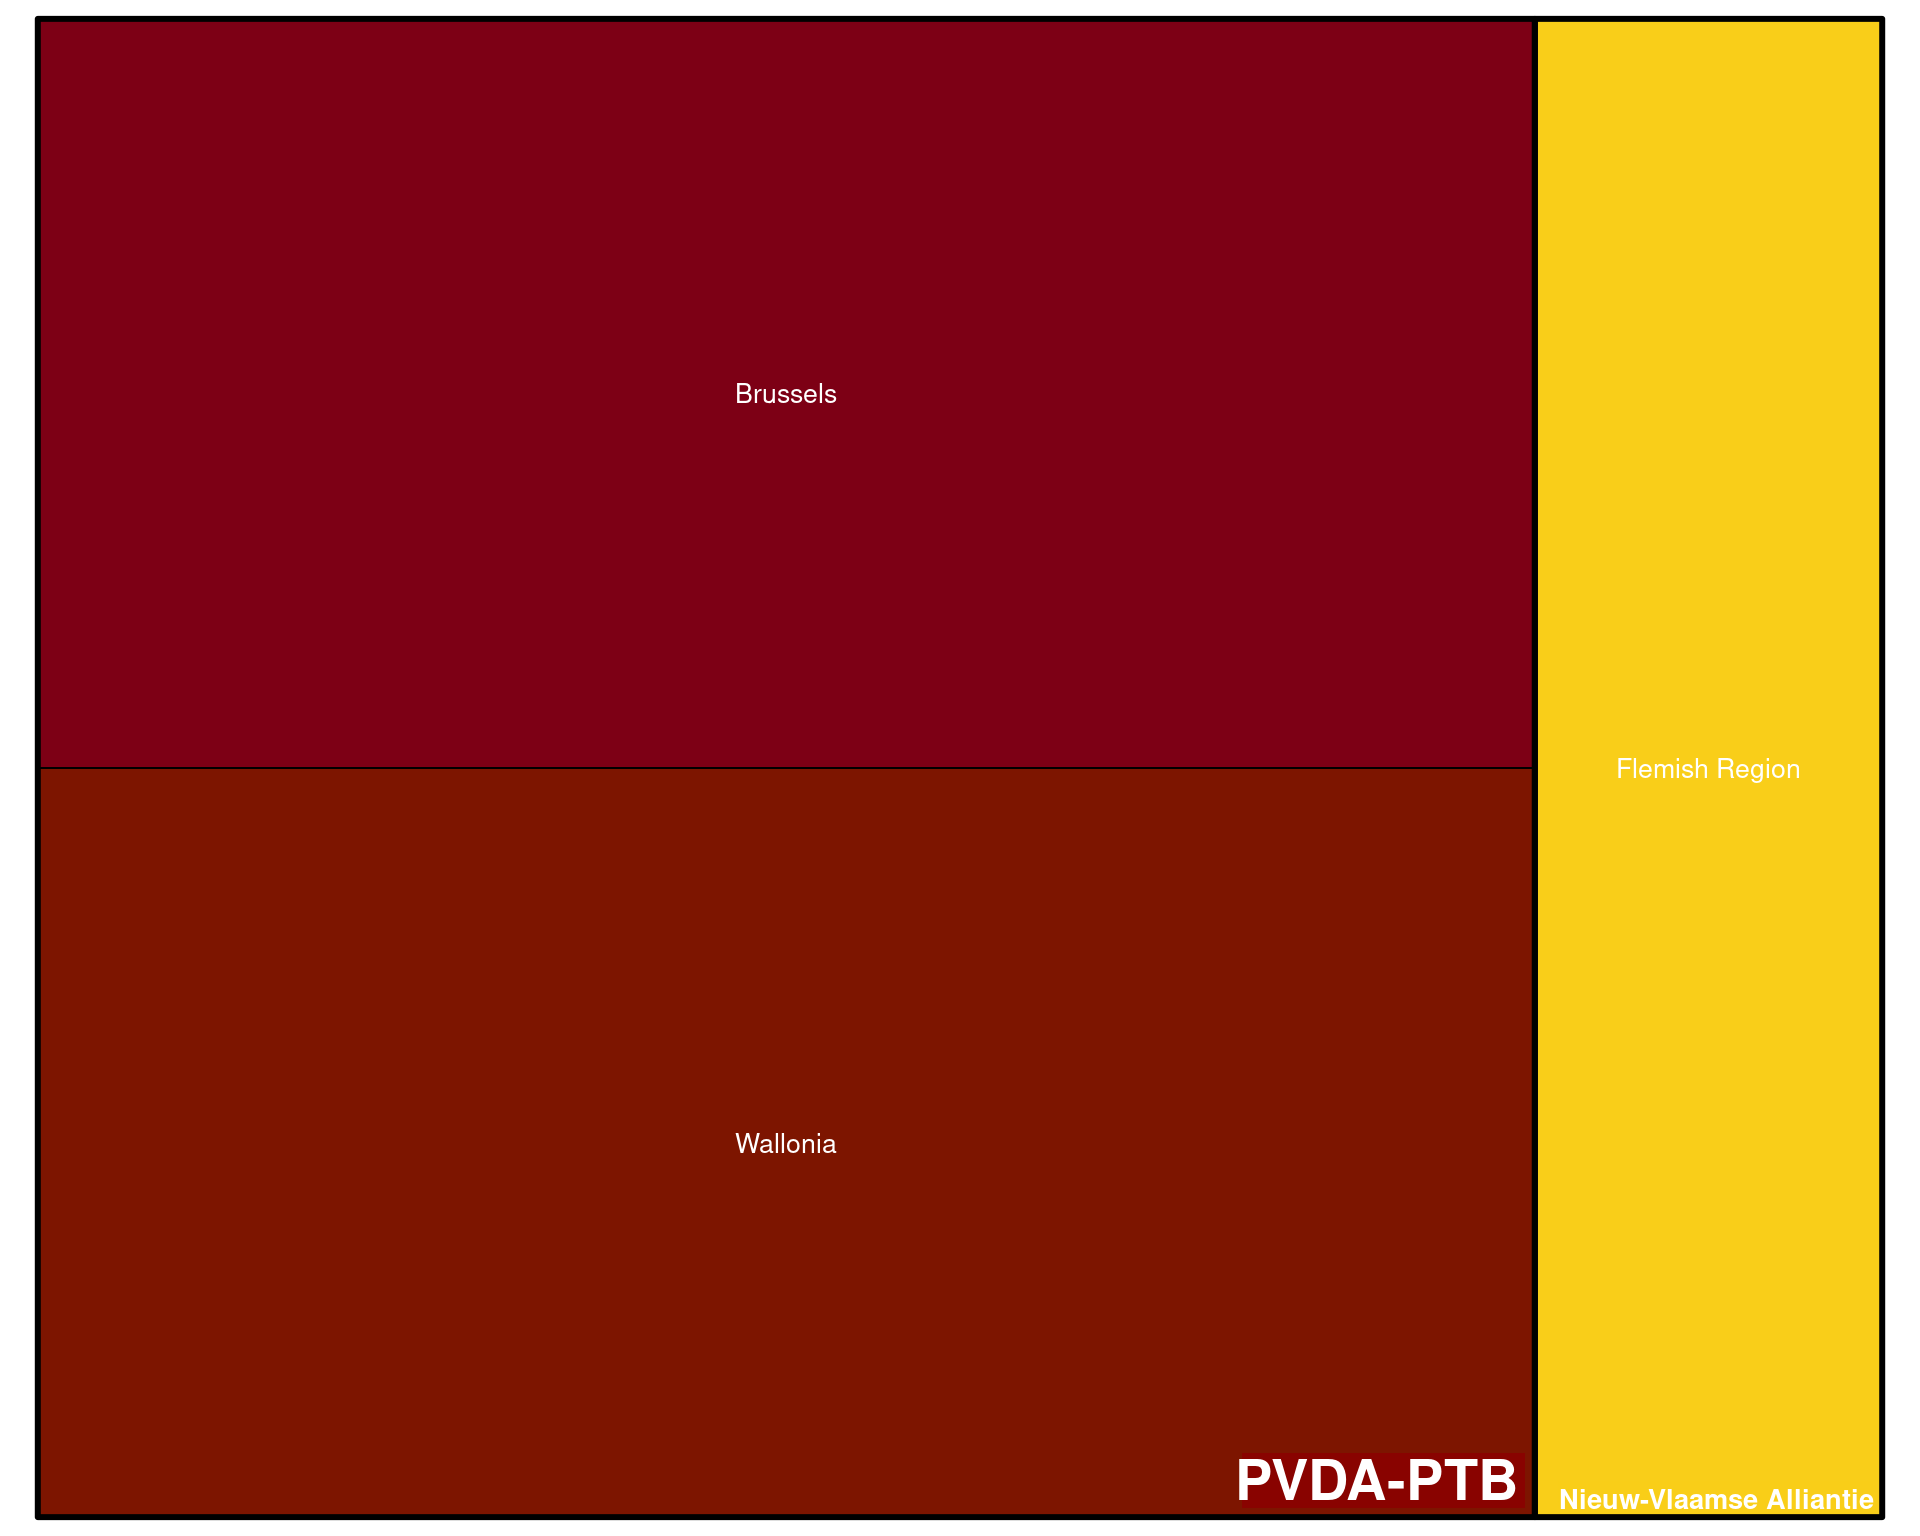 Brussels
Flemish Region
Wallonia
PVDA-PTB
Nieuw-Vlaamse Alliantie